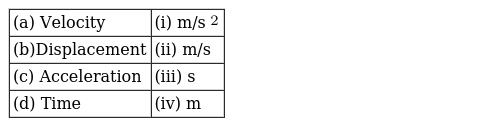 (a) Velocity (i) m/s 2
(b)Displacement (ii) m/s
(c) Acceleration (iii) s
(d) Time (iv) m